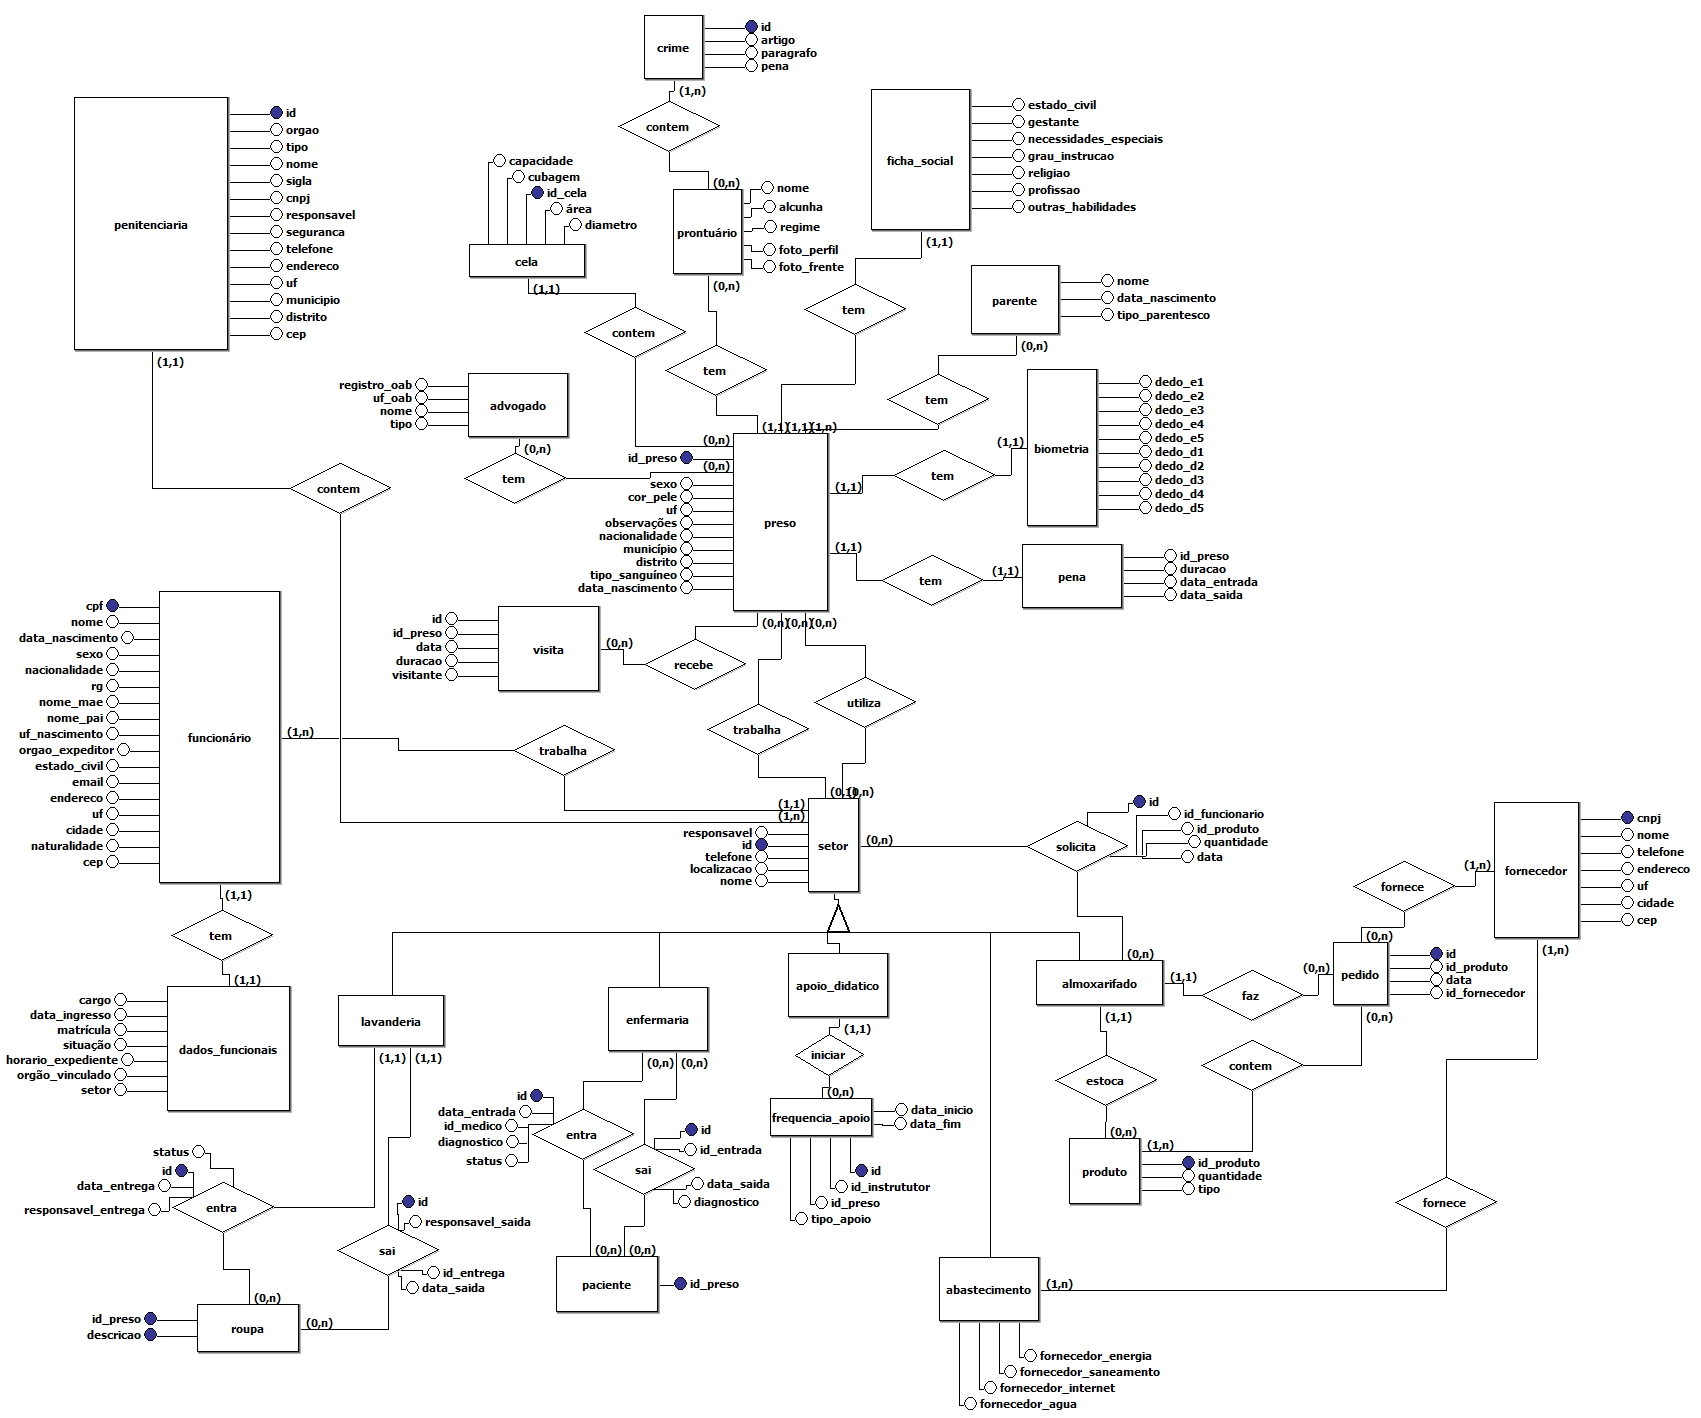 crime
id
artigo
paragrafo
pena
(1,n)
contem
(0,n)
penitenciaria
id
orgao
tipo
nome
sigla
cnpj
responsavel
seguranca
telefone
endereco
uf
municipio
distrito
cep
(1,1)
contem
capacidade
cubagem
id_cela
área
diametro
cela
(1,1)
contem
(0,n)
prontuário
nome
alcunha
regime
foto_perfil
foto_frente
(0,n)
tem
ficha_social
estado_civil
gestante
necessidades_especiais
grau_instrucao
religiao
profissao
outras_habilidades
(1,1)
tem
parente
nome
data_nascimento
tipo_parentesco
(0,n)
tem
advogado
registro_oab
uf_oab
nome
tipo
(0,n)
tem
(0,n)
(1,1)(1,1)(1,n)
preso
id_preso
sexo
cor_pele
uf
observações
nacionalidade
município
distrito
tipo_sanguíneo
data_nascimento
(1,1)
tem
(1,1)
biometria
dedo_e1
dedo_e2
dedo_e3
dedo_e4
dedo_e5
dedo_d1
dedo_d2
dedo_d3
dedo_d4
dedo_d5
(1,1)
tem
(1,1)
pena
id_preso
duracao
data_entrada
data_saida
visita
id
id_preso
data
duracao
visitante
(0,n)
recebe
(0,n)(0,n)(0,n)
trabalha
utiliza
funcionário
cpf
nome
data_nascimento
sexo
nacionalidade
rg
nome_mae
nome_pai
uf_nascimento
orgao_expeditor
estado_civil
email
endereco
uf
cidade
naturalidade
cep
(1,n)
trabalha
(1,1)
(1,n)
(0,1)(0,n)
setor
responsavel
id
telefone
localizacao
nome
(0,n)
solicita
id
id_funcionario
id_produto
quantidade
data
(0,n)
fornecedor
cnpj
nome
telefone
endereco
uf
cidade
cep
(1,n)
fornece
(0,n)
(1,n)
pedido
id
id_produto
data
id_fornecedor
(0,n)
faz
(1,1)
(0,n)
contem
almoxarifado
(1,1)
estoca
(0,n)
(1,n)
produto
id_produto
quantidade
tipo
fornece
(1,1)
tem
(1,1)
dados_funcionais
cargo
data_ingresso
matrícula
situação
horario_expediente
orgão_vinculado
setor
lavanderia
(1,1)
(1,1)
entra
status
id
data_entrega
responsavel_entrega
sai
id
responsavel_saida
id_entrega
data_saida
(0,n)
(0,n)
roupa
id_preso
descricao
enfermaria
(0,n)
(0,n)
entra
id
data_entrada
id_medico
diagnostico
status
sai
id
id_entrada
data_saida
diagnostico
(0,n)
(0,n)
paciente
id_preso
apoio_didatico
(1,1)
iniciar
(0,n)
frequencia_apoio
data_inicio
data_fim
id
id_instrututor
id_preso
tipo_apoio
abastecimento
(1,n)
fornecedor_energia
fornecedor_saneamento
fornecedor_internet
fornecedor_agua